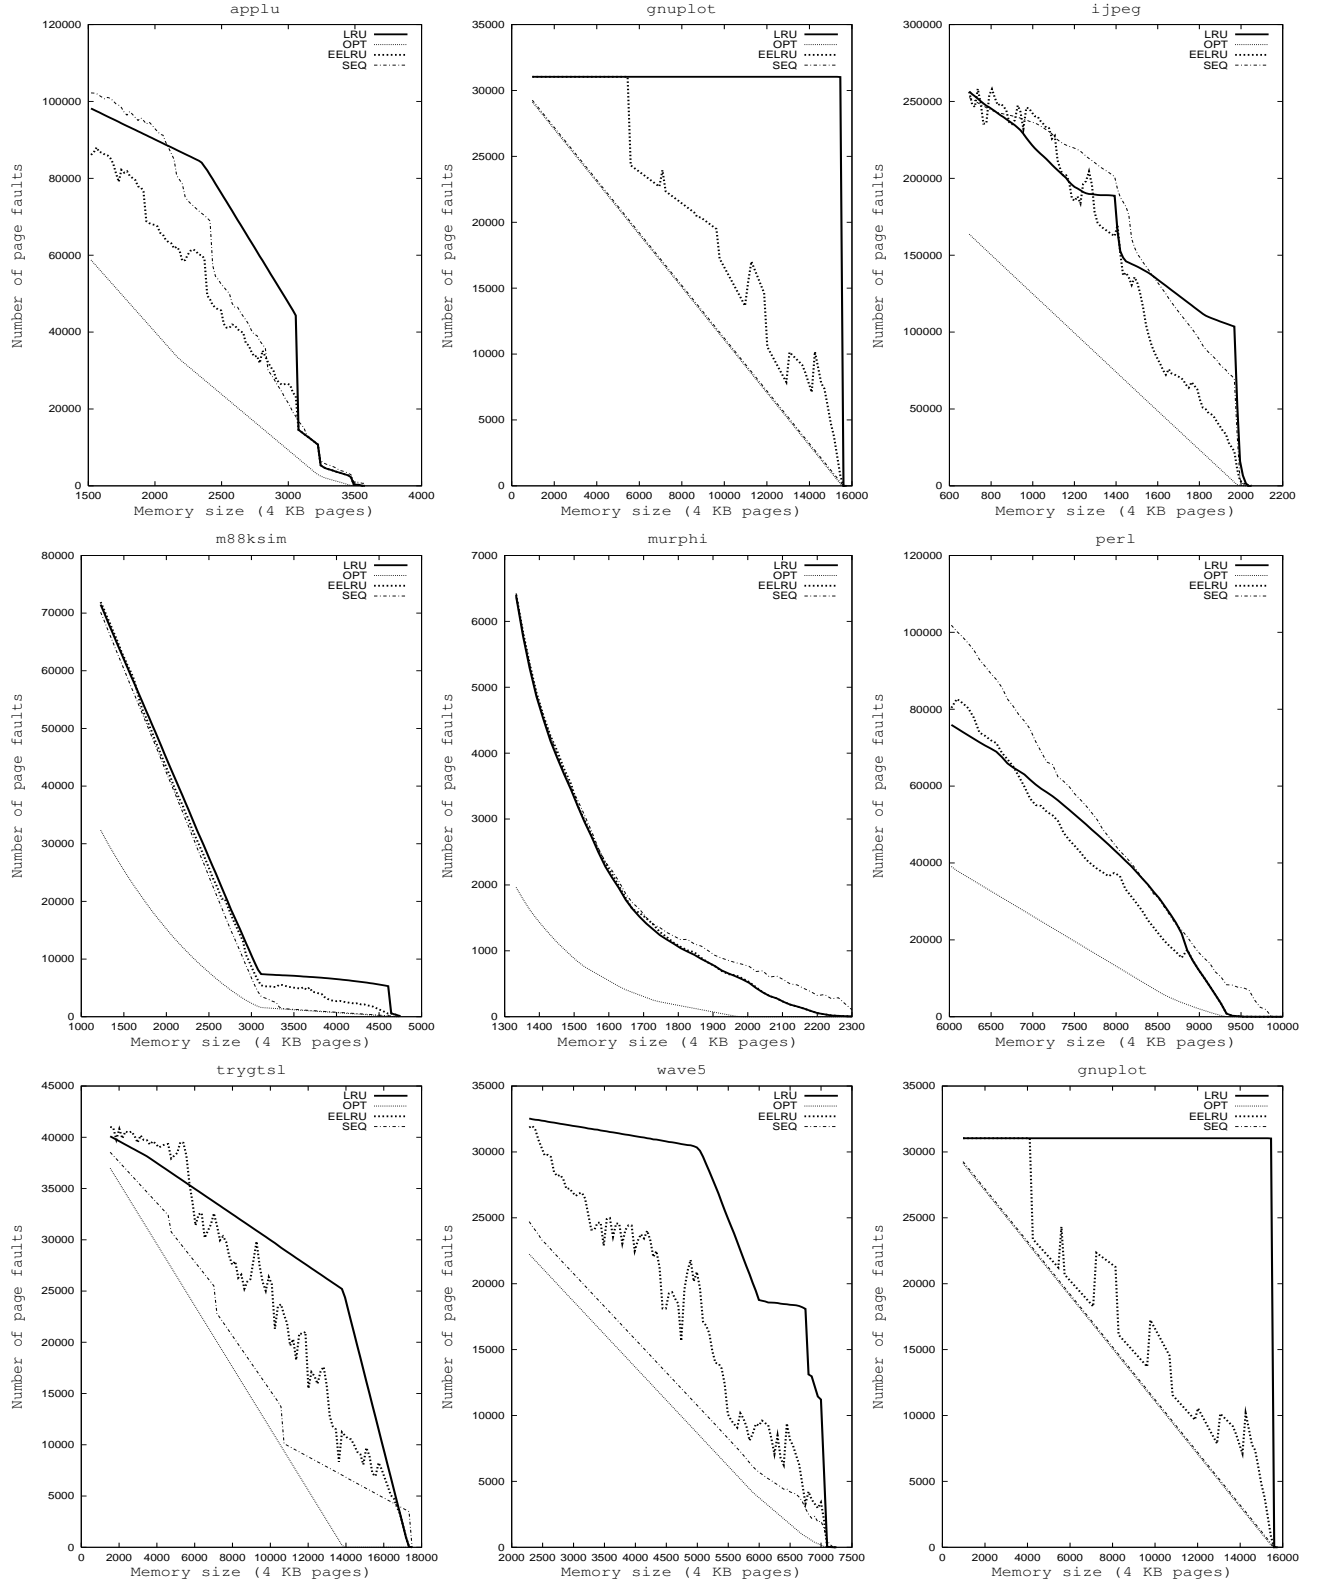 applu
LRU
OPT
EELRU
SEQ
Number of page faults
120000
100000
80000
60000
40000
20000
0
1500 2000 2500 3000 3500 4000
Memory size (4 KB pages)
gnuplot
LRU
OPT
EELRU
SEQ
Number of page faults
35000
30000
25000
20000
15000
10000
5000
0
0 2000 4000 6000 8000 10000 12000 14000 16000
Memory size (4 KB pages)
ijpeg
LRU
OPT
EELRU
SEQ
Number of page faults
300000
250000
200000
150000
100000
50000
0
600 800 1000 1200 1400 1600 1800 2000 2200
Memory size (4 KB pages)
m88ksim
LRU
OPT
EELRU
SEQ
Number of page faults
80000
70000
60000
50000
40000
30000
20000
10000
0
1000 1500 2000 2500 3000 3500 4000 4500 5000
Memory size (4 KB pages)
murphi
LRU
OPT
EELRU
SEQ
Number of page faults
7000
6000
5000
4000
3000
2000
1000
0
1300 1400 1500 1600 1700 1800 1900 2000 2100 2200 2300
Memory size (4 KB pages)
perl
LRU
OPT
EELRU
SEQ
Number of page faults
120000
100000
80000
60000
40000
20000
0
6000 6500 7000 7500 8000 8500 9000 9500 10000
Memory size (4 KB pages)
trygtsl
LRU
OPT
EELRU
SEQ
Number of page faults
45000
40000
35000
30000
25000
20000
15000
10000
5000
0
0 2000 4000 6000 8000 10000 12000 14000 16000 18000
Memory size (4 KB pages)
wave5
LRU
OPT
EELRU
SEQ
Number of page faults
35000
30000
25000
20000
15000
10000
5000
0
2000 2500 3000 3500 4000 4500 5000 5500 6000 6500 7000 7500
Memory size (4 KB pages)
gnuplot
LRU
OPT
EELRU
SEQ
Number of page faults
35000
30000
25000
20000
15000
10000
5000
0
0 2000 4000 6000 8000 10000 12000 14000 16000
Memory size (4 KB pages)